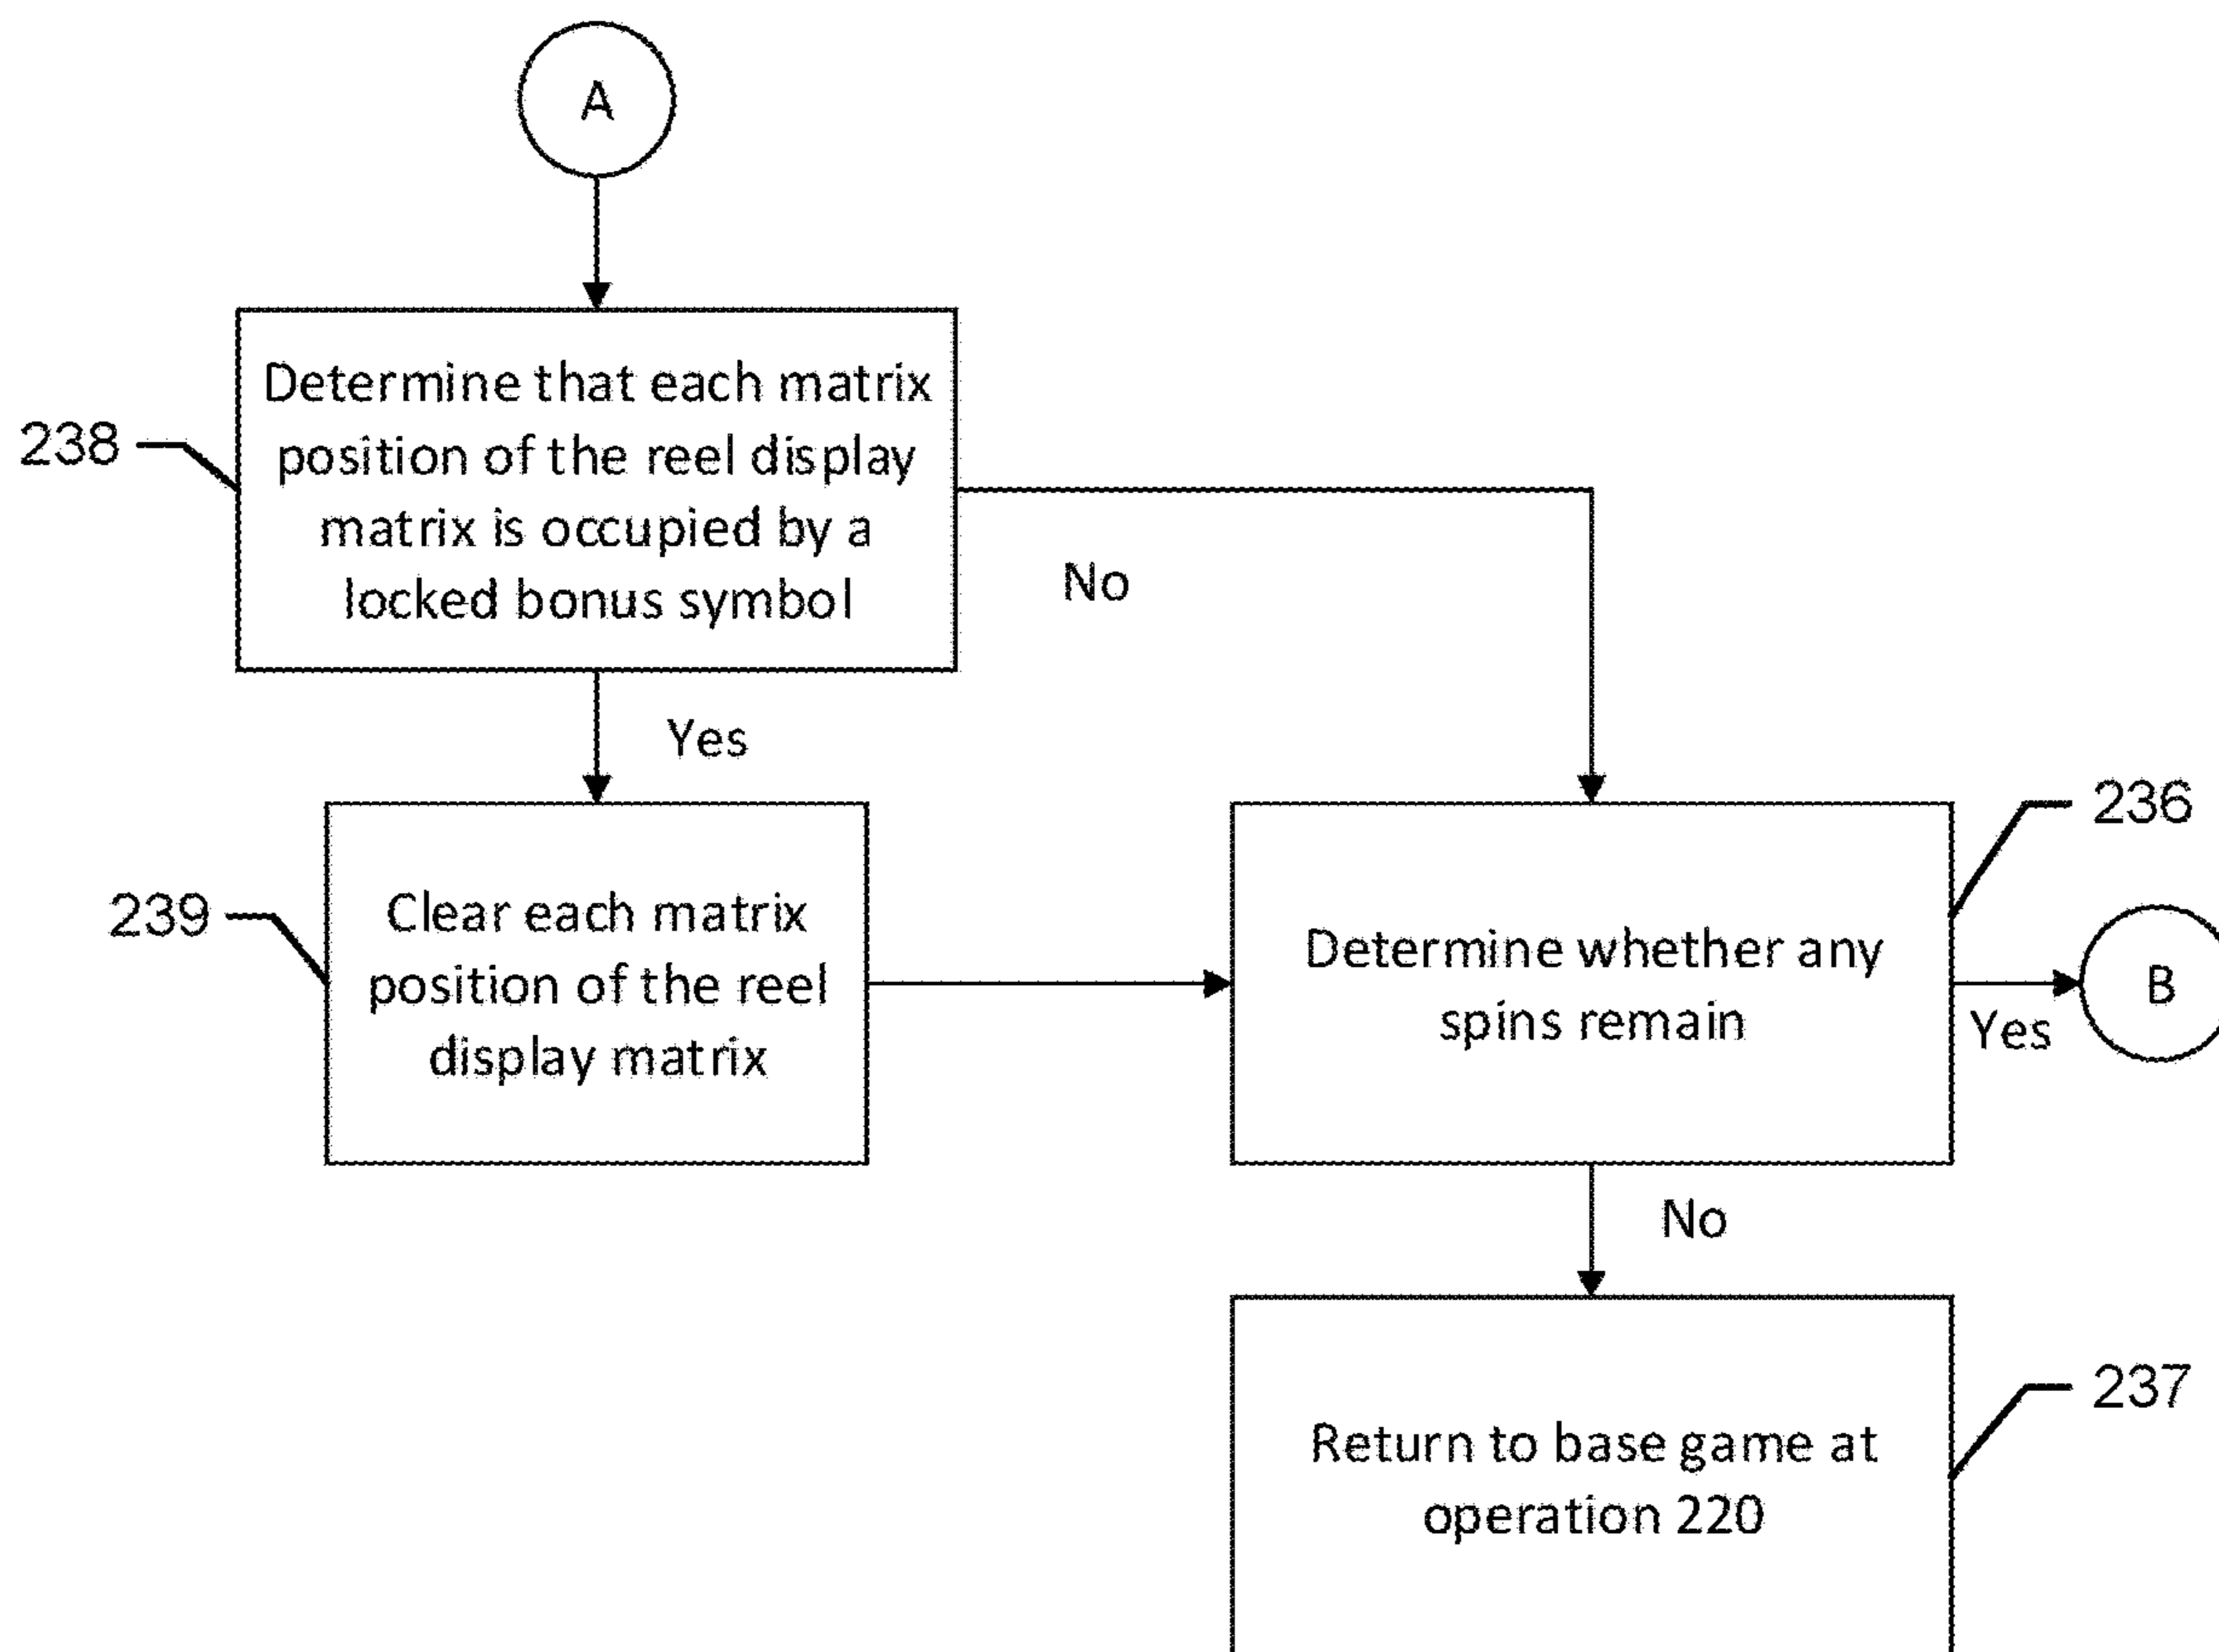 A
Determine that each matrix
position of the reel display
matrix is occupied by a
locked bonus symbol
238
No
Yes
239
Clear each matrix
position of the reel
display matrix
Determine whether any
spins remain
236
Yes
B
No
Return to base game at
operation 220
237